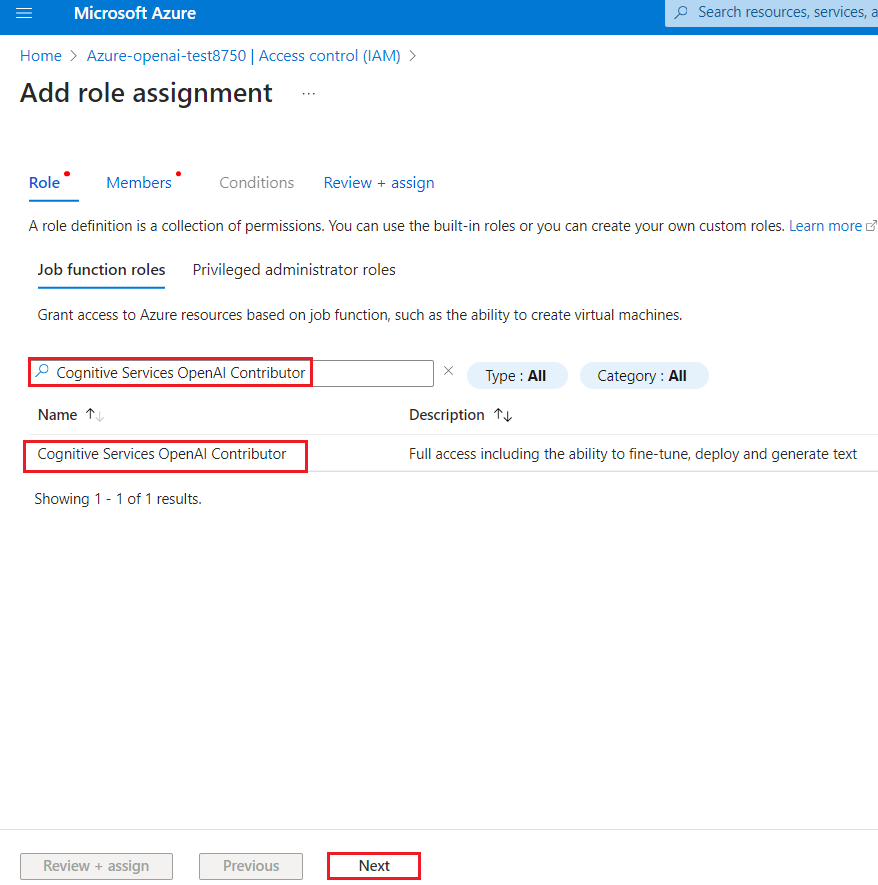 Microsoft Azure
Search resources, services, a
Home > Azure-openai-test8750 | Access control (IAM) >
Add role assignment ...
Role Members Conditions Review + assign
A role definition is a collection of permissions. You can use the built-in roles or you can create your own custom roles. Learn more
Job function roles Privileged administrator roles
Grant access to Azure resources based on job function, such as the ability to create virtual machines.
Cognitive Services OpenAI Contributor × Type : All Category : All
Name ↑↓ Description ↑↓
Cognitive Services OpenAI Contributor Full access including the ability to fine-tune, deploy and generate text
Showing 1 - 1 of 1 results.
Review + assign Previous Next